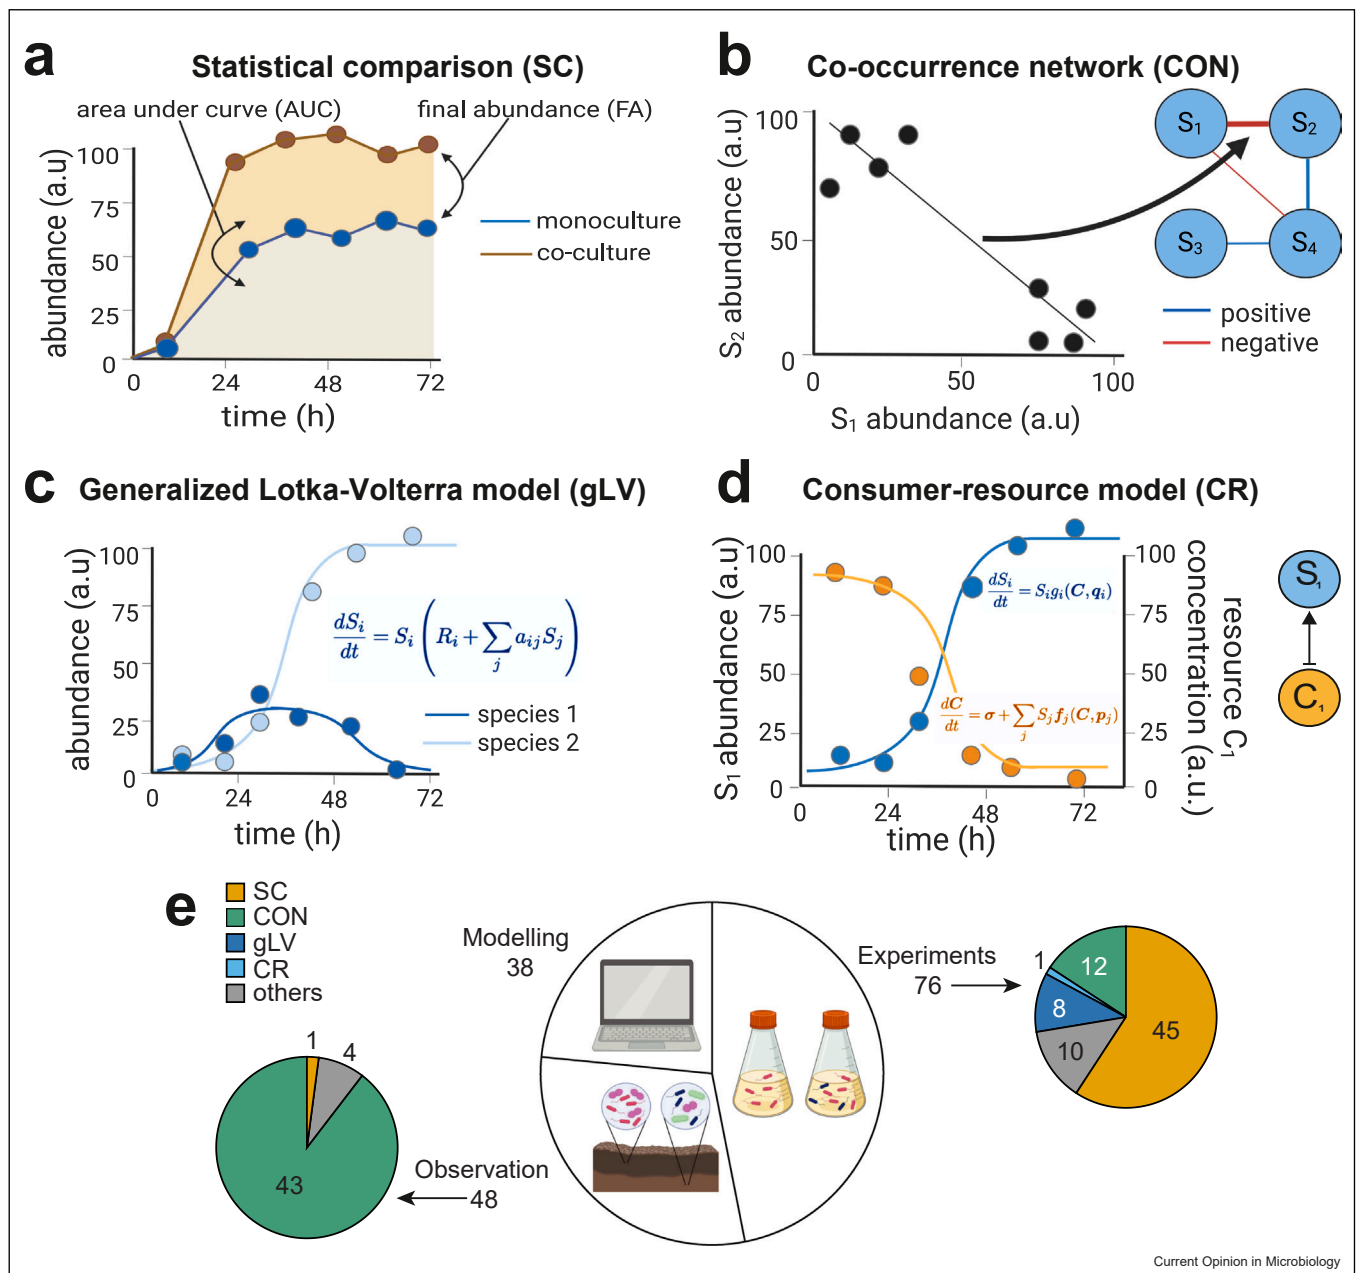 a
Statistical comparison (SC)
area under curve (AUC)
final abundance (FA)
abundance (a.u)
100
75
50
25
0
0 24 48 72
time (h)
monoculture
co-culture
b
Co-occurrence network (CON)
S₂ abundance (a.u)
100
50
0
0 50 100
S₁ abundance (a.u)
S₁ S₂
S₃ S₄
positive
negative
c
Generalized Lotka-Volterra model (gLV)
abundance (a.u)
100
75
50
25
0
0 24 48 72
time (h)
dSᵢ/dt = Sᵢ (Rᵢ + ∑ⱼ aᵢⱼSⱼ)
species 1
species 2
d
Consumer-resource model (CR)
S₁ abundance (a.u)
100
75
50
25
0
0 24 48 72
time (h)
dSᵢ/dt = Sᵢgᵢ(C, qᵢ)
dC/dt = σ + ∑ⱼ Sⱼfⱼ(C, pⱼ)
100
75
50
25
0
resource C₁
concentration (a.u.)
S₁
C₁
e
SC
CON
gLV
CR
others
Modelling
38
Experiments
76
1
12
8
10
45
1
4
43
Observation
48
Current Opinion in Microbiology